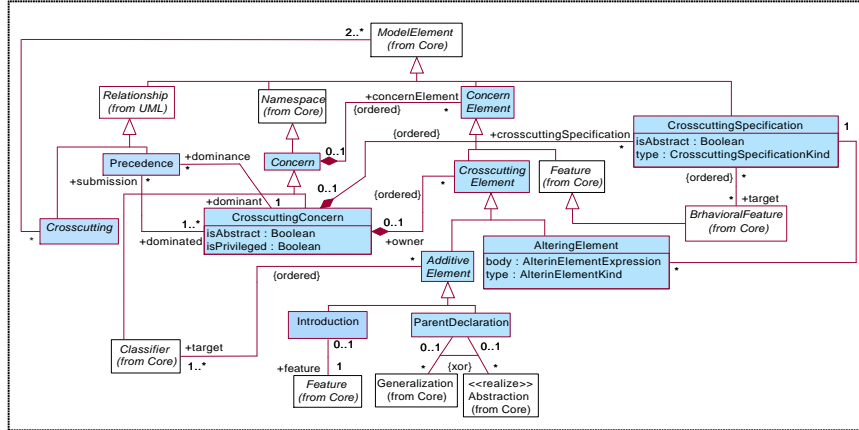 2..*
ModelElement
(from Core)
Relationship
(from UML)
Namespace
(from Core)
+concernElement
{ordered}
*
Concern
Element
{ordered}
+crosscuttingSpecification
*
CrosscuttingSpecification
isAbstract : Boolean
type : CrosscuttingSpecificationKind
1
Precedence
+submission
*
*
+dominance
Concern
0..1
0..1
{ordered}
*
Crosscutting
Element
Feature
(from Core)
{ordered}
*
*
+target
BrhavioralFeature
(from Core)
Crosscutting
*
1..*
+dominated
+dominant
1
CrosscuttingConcern
isAbstract : Boolean
isPrivileged : Boolean
0..1
+owner
AlteringElement
body : AlterinElementExpression
type : AlterinElementKind
*
{ordered}
*
Additive
Element
Introduction
0..1
ParentDeclaration
0..1
0..1
Classifier
(from Core)
+target
1..*
+feature
1
{xor}
*
*
Feature
(from Core)
Generalization
(from Core)
<<realize>>
Abstraction
(from Core)